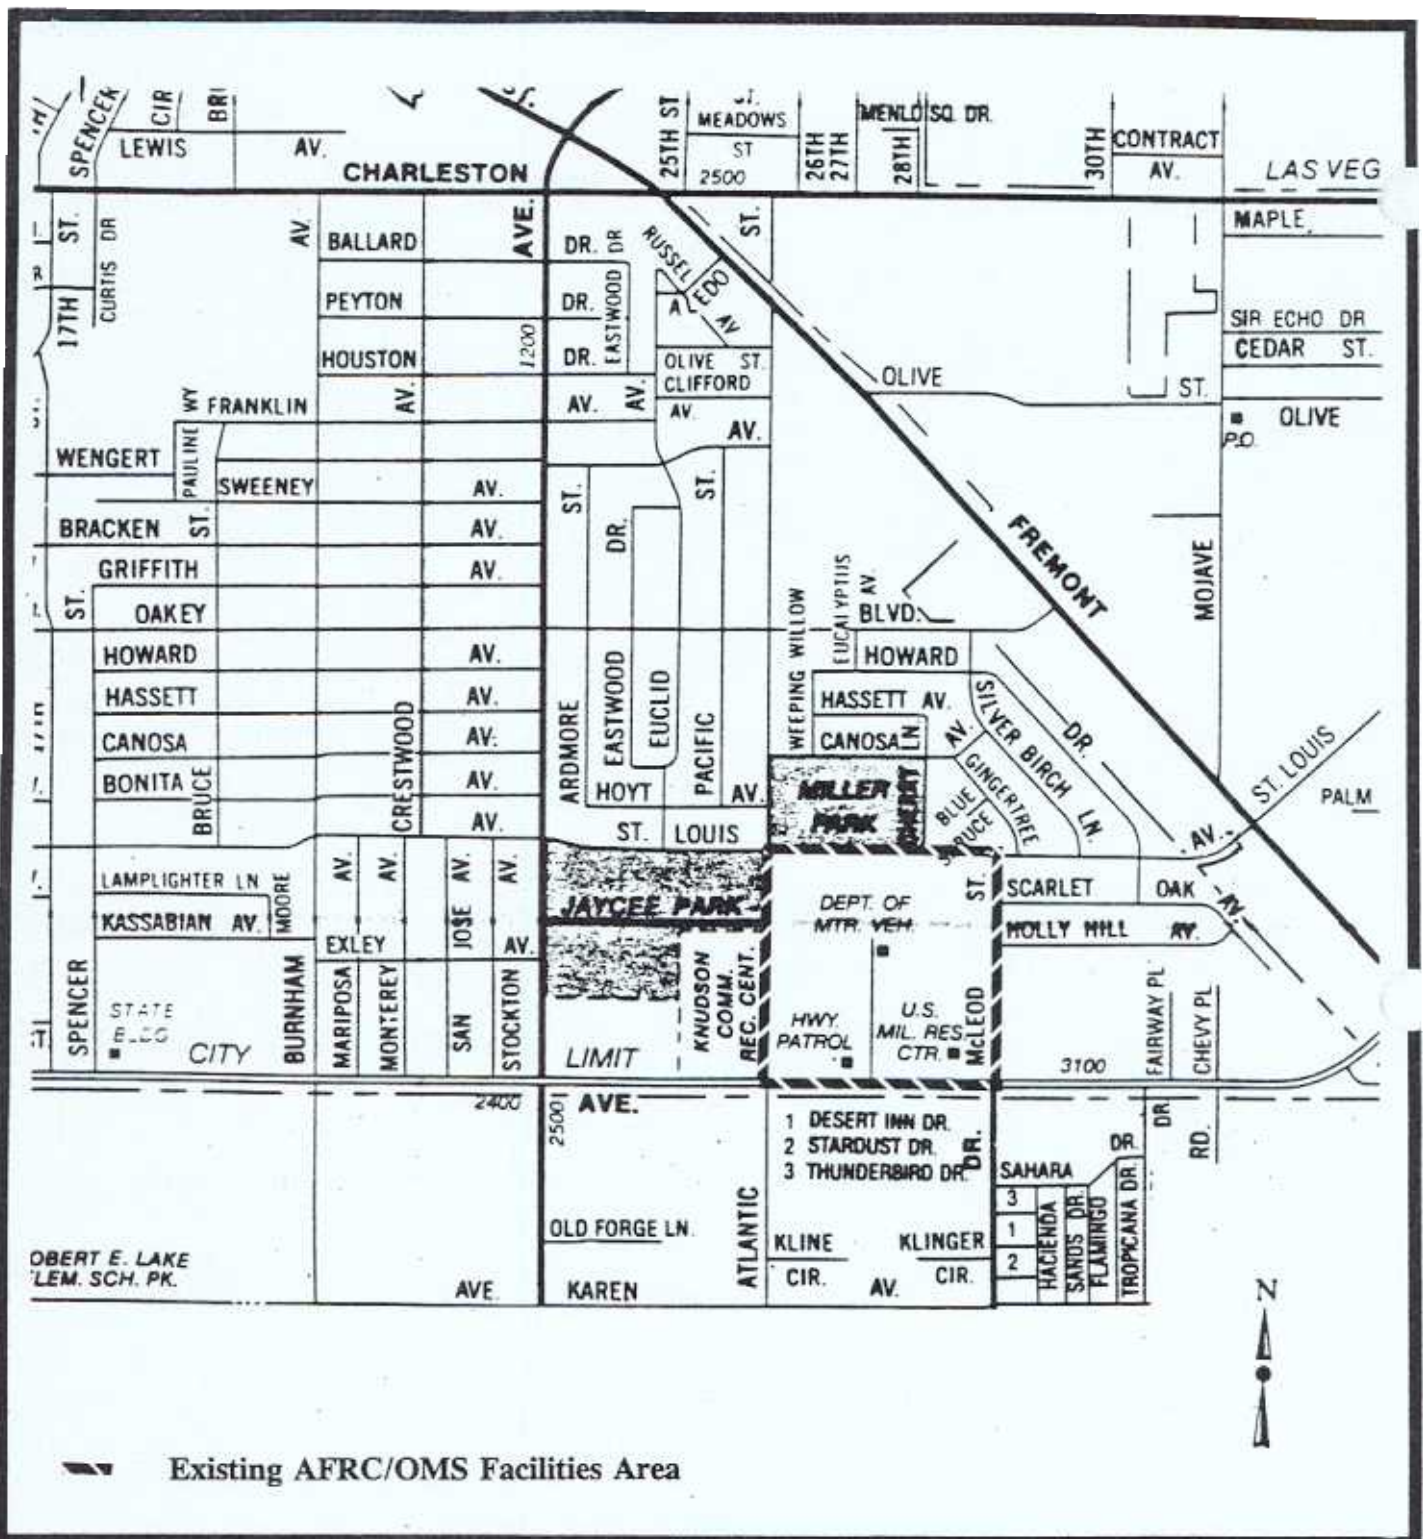 SPENCER
CIR
BRI
LEWIS AV.
CHARLESTON
25TH ST
MEADOWS
ST
2500
26TH
27TH
MENLO SQ. DR.
28TH
30TH
CONTRACT
AV.
LAS VEG
17TH ST.
CURTIS DR
AV.
BALLARD
AVE.
DR.
DR
RUSSEL
EDO
AV
ST.
MAPLE
PEYTON
DR.
EASTWOOD
A
HOUSTON
1200
DR.
OLIVE ST.
CLIFFORD
SIR ECHO DR
CEDAR ST.
OLIVE
ST.
PAULINE WY
FRANKLIN
AV.
AV.
AV.
AV.
AV.
OLIVE
P.O.
WENGERT
SWEENEY
AV.
ST.
ST.
DR.
BRACKEN
ST.
AV.
FREMONT
GRIFFITH
AV.
MOJAVE
ST.
OAKEY
WEEPING WILLOW
EUCALYPTUS
AV.
BLVD.
HOWARD
AV.
HOWARD
HASSETT
HASSETT AV.
SILVER BIRCH
LN.
DR.
CANOSA
AV.
CRESTWOOD
ARDMORE
EASTWOOD
EUCLID
PACIFIC
CANOSA
LN
AV.
GINGERTREE
BLUE
SPRUCE
BONITA
BRUCE
AV.
AV.
HOYT
AV.
ST. LOUIS
MILLER
PARK
ST. LOUIS
AV.
PALM
LAMPLIGHTER LN
MOORE
AV.
AV.
AV.
AV.
JAYCEE PARK
DEPT. OF
MTR. VEH.
ST.
SCARLET OAK
AV.
KASSABIAN AV.
EXLEY
AV.
HOLLY HILL AV.
SPENCER
STATE
BLDG
CITY
BURNHAM
MARIPOSA
MONTEREY
SAN
JOSE
STOCKTON
LIMIT
KNUDSON
COMM.
REC. CENT.
HWY.
PATROL
U.S.
MIL. RES.
CTR.
McLEOD
3100
FAIRWAY PL
CHEVY PL
2400
2500
AVE.
1 DESERT INN DR.
2 STARDUST DR.
3 THUNDERBIRD DR.
DR.
SAHARA
DR.
DR.
RD.
3
1
2
HACIENDA
SANDS DR.
FLAMINGO
TROPICANA DR.
ATLANTIC
OLD FORGE LN.
KLINE
CIR.
KLINGER
CIR.
OBERT E. LAKE
LEM. SCH. PK.
AVE.
KAREN
AV.
N
Existing AFRC/OMS Facilities Area